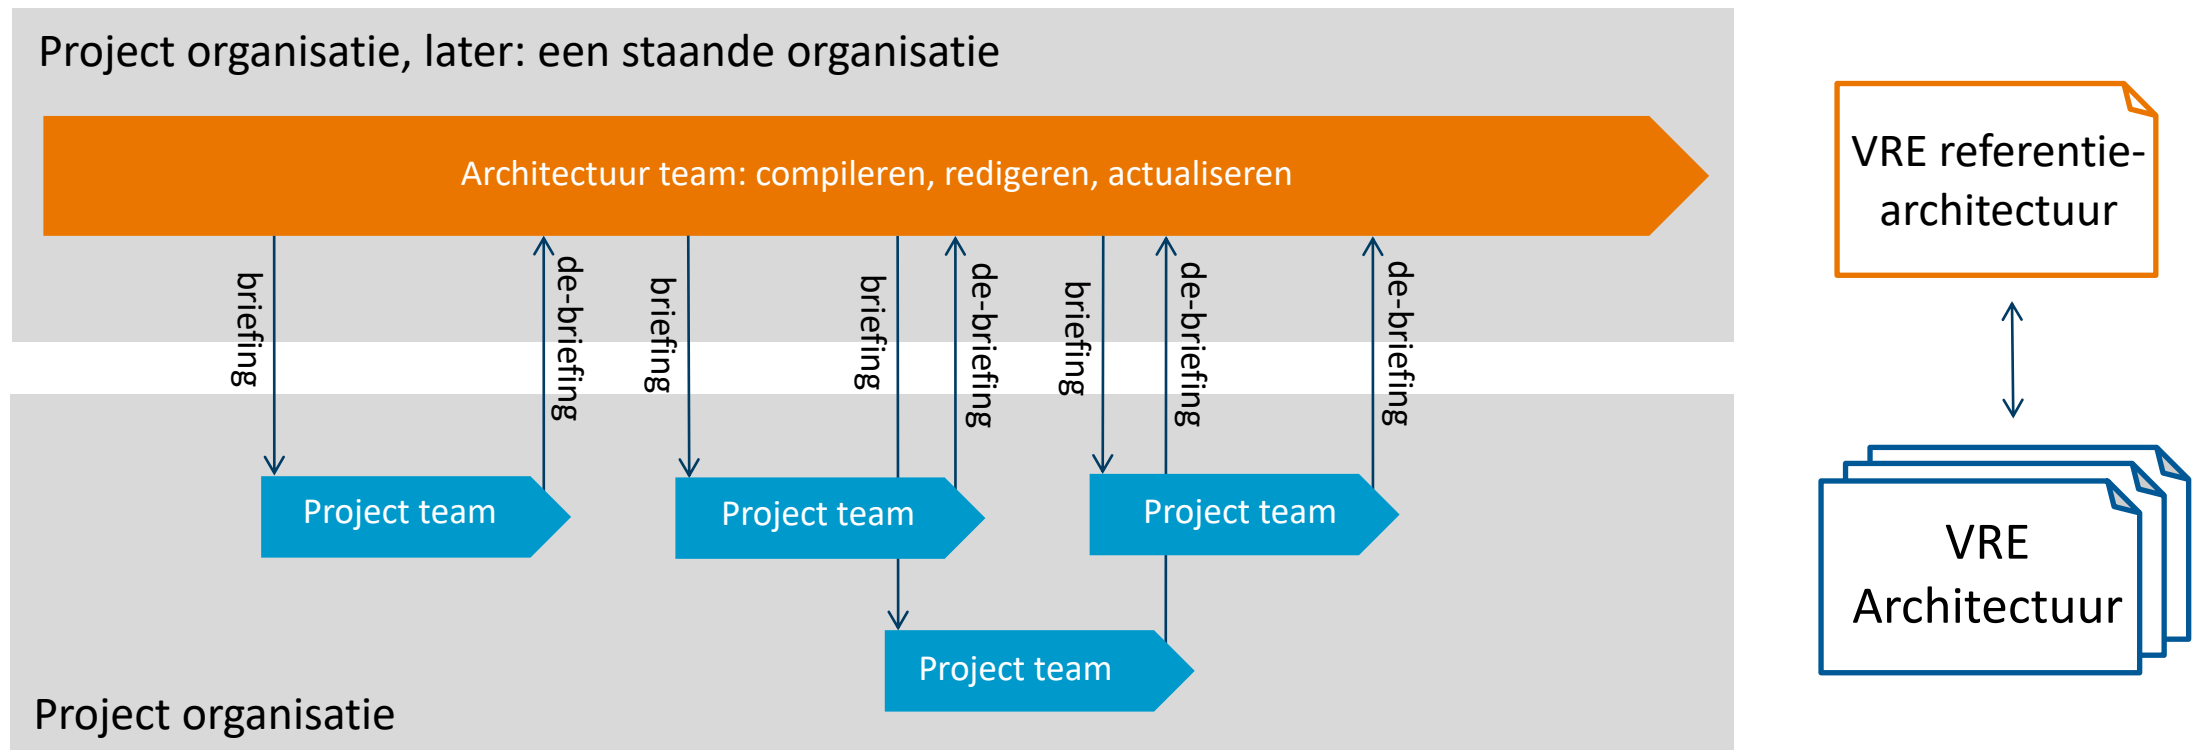 Project organisatie, later: een staande organisatie
Architectuur team: compileren, redigeren, actualiseren
VRE referentie-
architectuur
briefing
de-briefing
briefing
briefing
de-briefing
briefing
de-briefing
de-briefing
Project team
Project team
Project team
Project team
VRE
Architectuur
Project organisatie